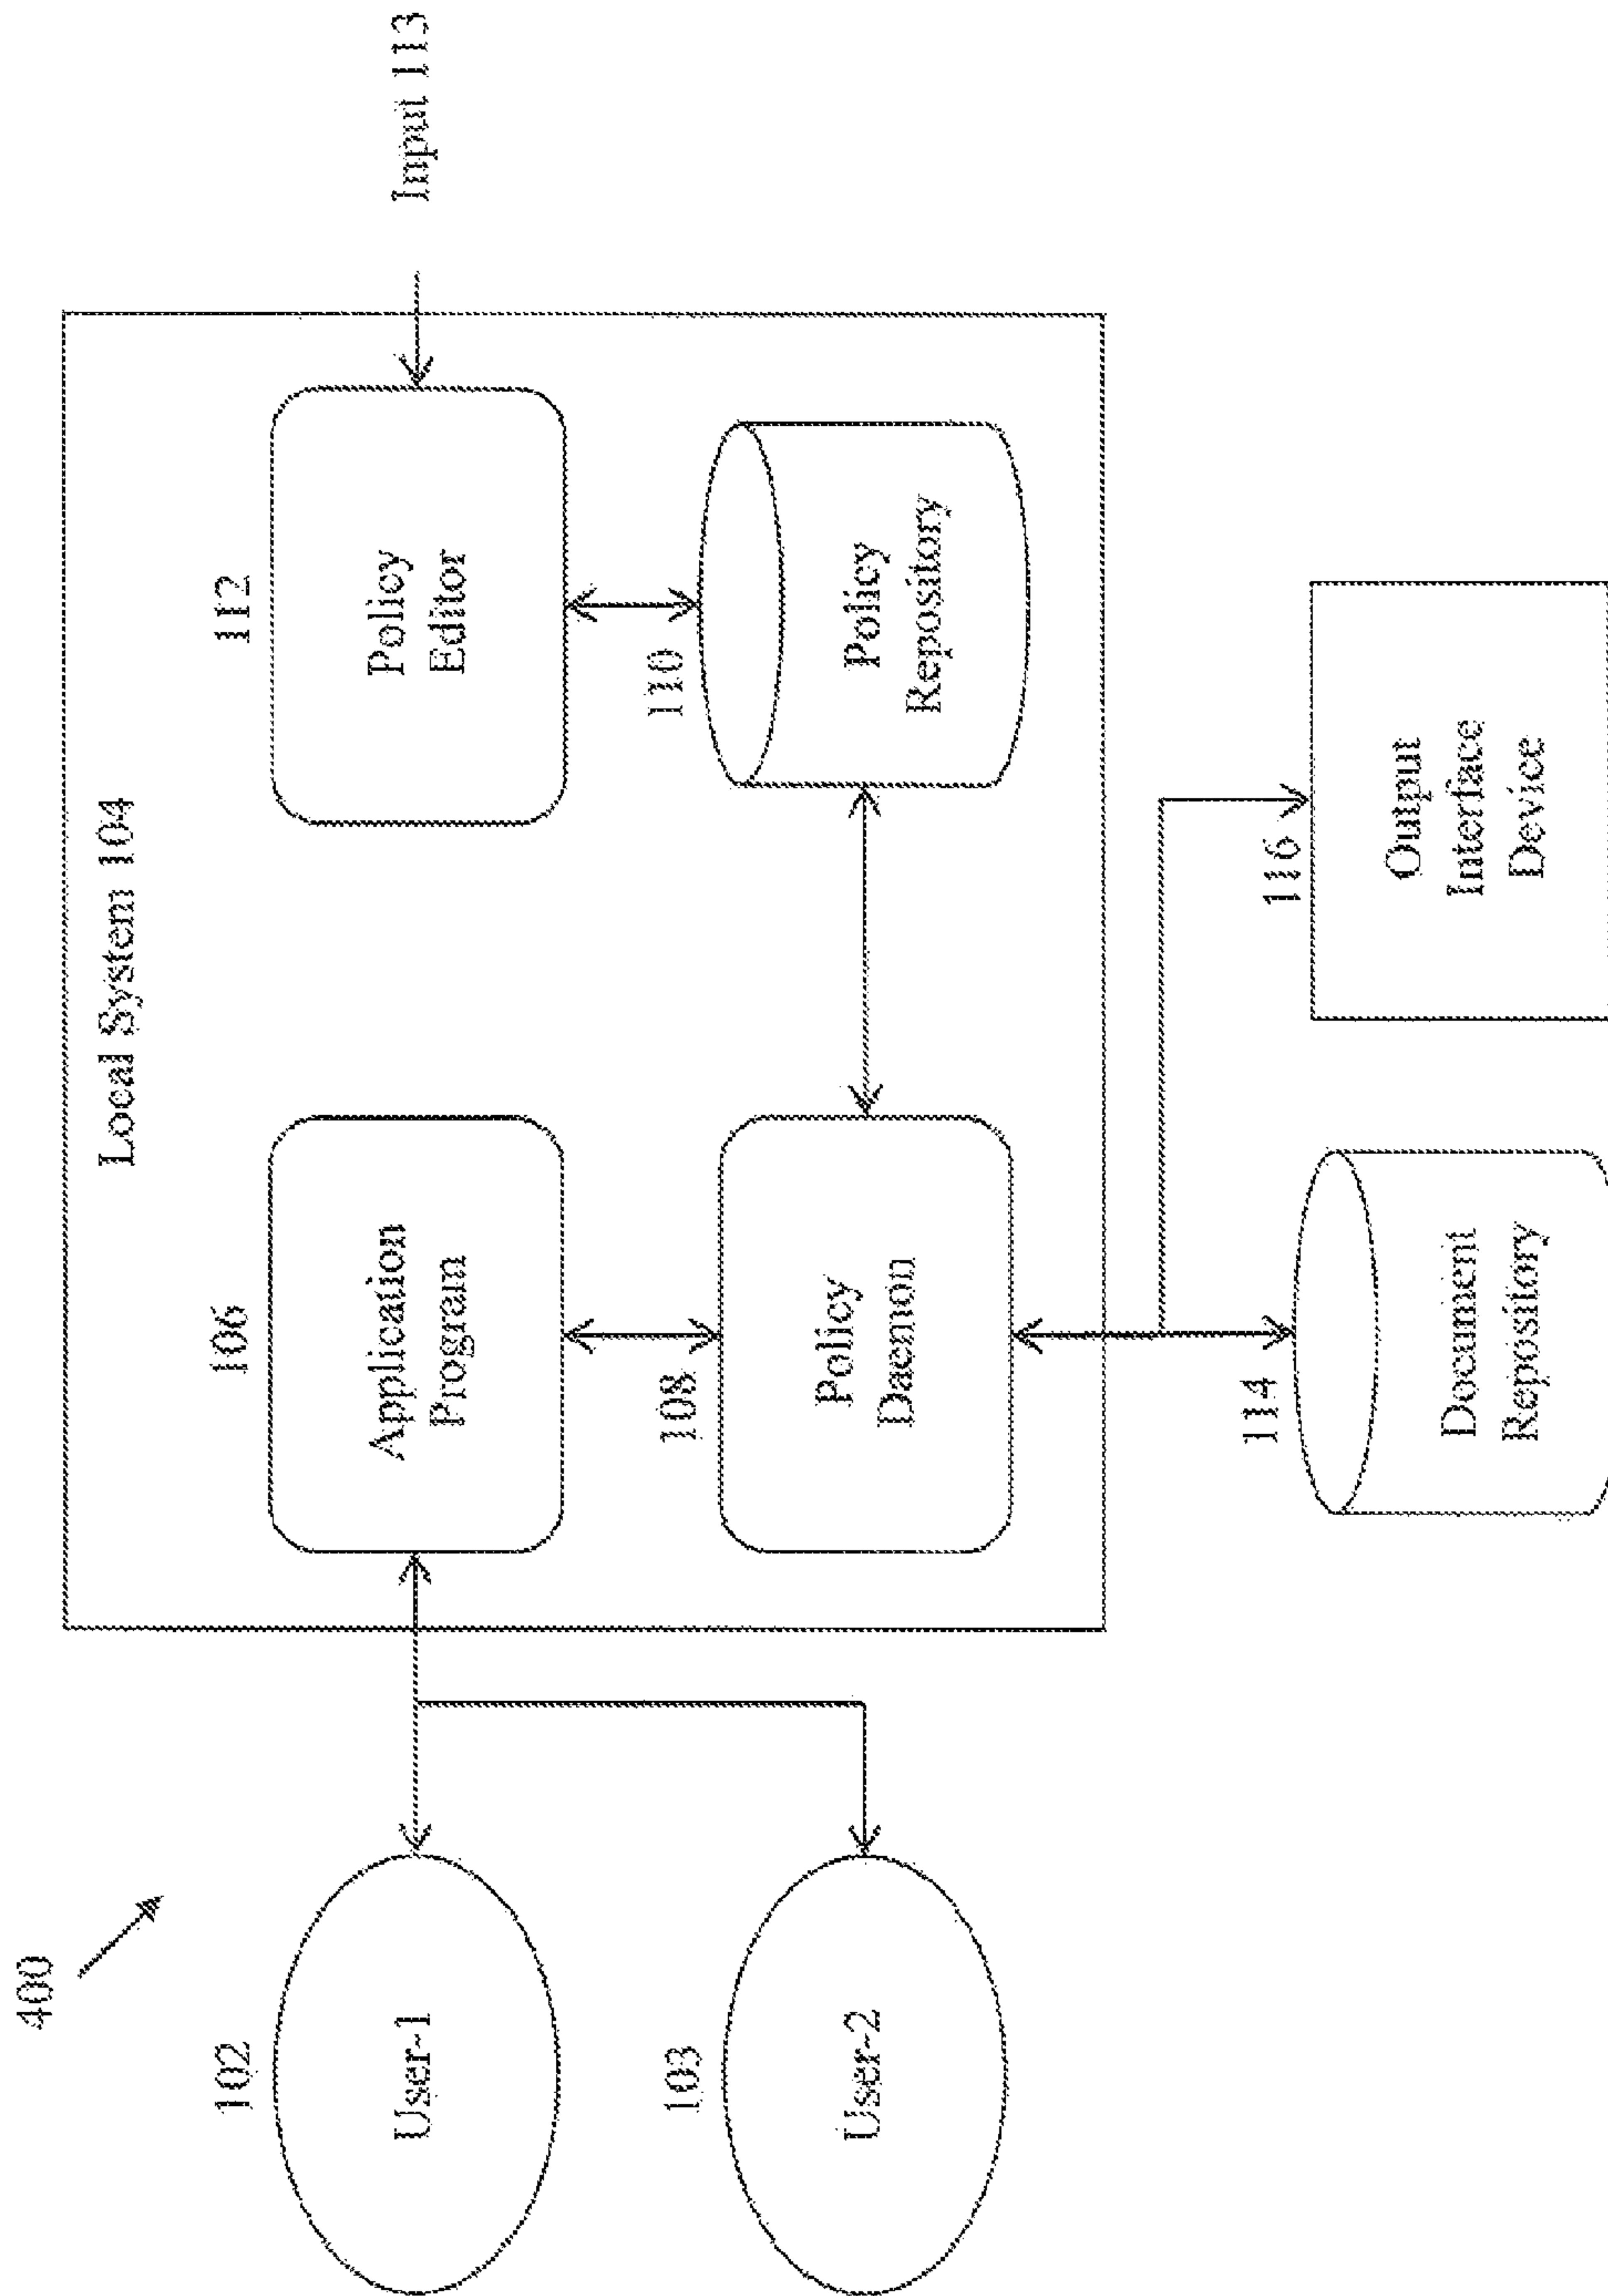 400
Local System 104
102
User-1
106
Application
Program
112
Policy
Editor
Input 113
103
User-2
108
Policy
Daemon
110
Policy
Repository
114
Document
Repository
116
Output
Interface
Device